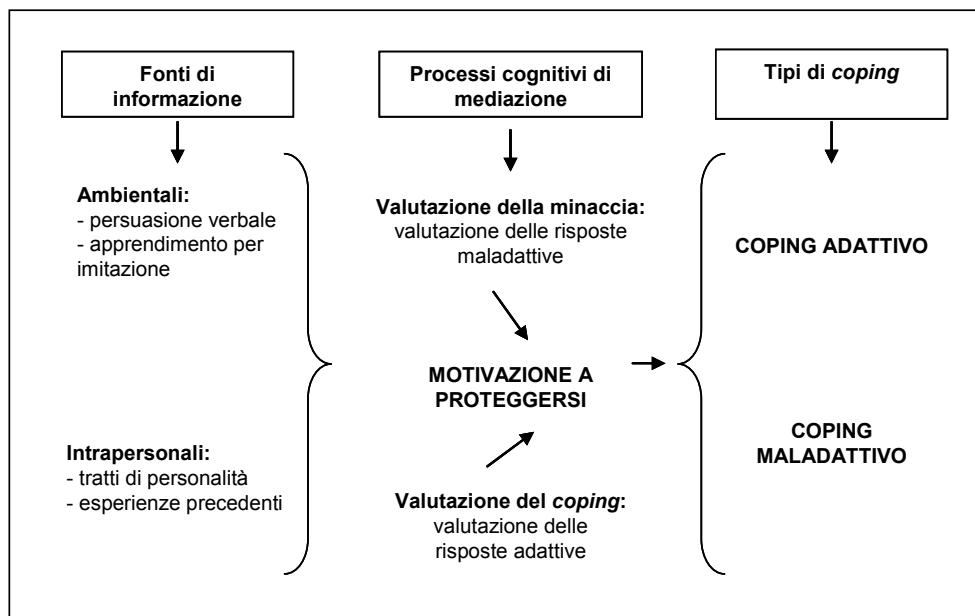 Fonti di
informazione
Processi cognitivi di
mediazione
Tipi di coping
Ambientali:
- persuasione verbale
- apprendimento per
imitazione
Intrapersonali:
- tratti di personalità
- esperienze precedenti
Valutazione della minaccia:
valutazione delle risposte
maladattive
MOTIVAZIONE A
PROTEGGERSI
Valutazione del coping:
valutazione delle
risposte adattive
COPING ADATTIVO
COPING
MALADATTIVO